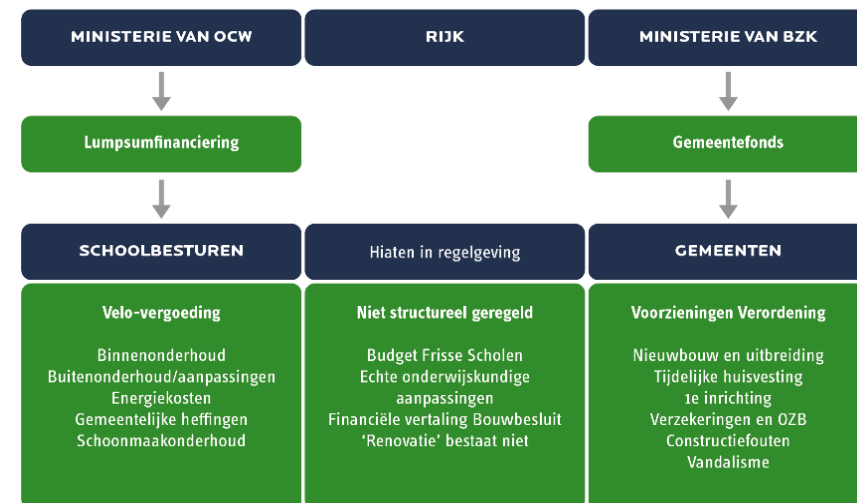 MINISTERIE VAN OCW
RIJK
MINISTERIE VAN BZK
Lumpsumfinanciering
Gemeentefonds
SCHOOLBESTUREN
Hiaten in regelgeving
GEMEENTEN
Velo-vergoeding
Binnenonderhoud
Buitenonderhoud/aanpassingen
Energiekosten
Gemeentelijke heffingen
Schoonmaakonderhoud
Niet structureel geregeld
Budget Frisse Scholen
Echte onderwijskundige
aanpassingen
Financiële vertaling Bouwbesluit
‘Renovatie’ bestaat niet
Voorzieningen Verordening
Nieuwbouw en uitbreiding
Tijdelijke huisvesting
1e inrichting
Verzekeringen en OZB
Constructiefouten
Vandalisme